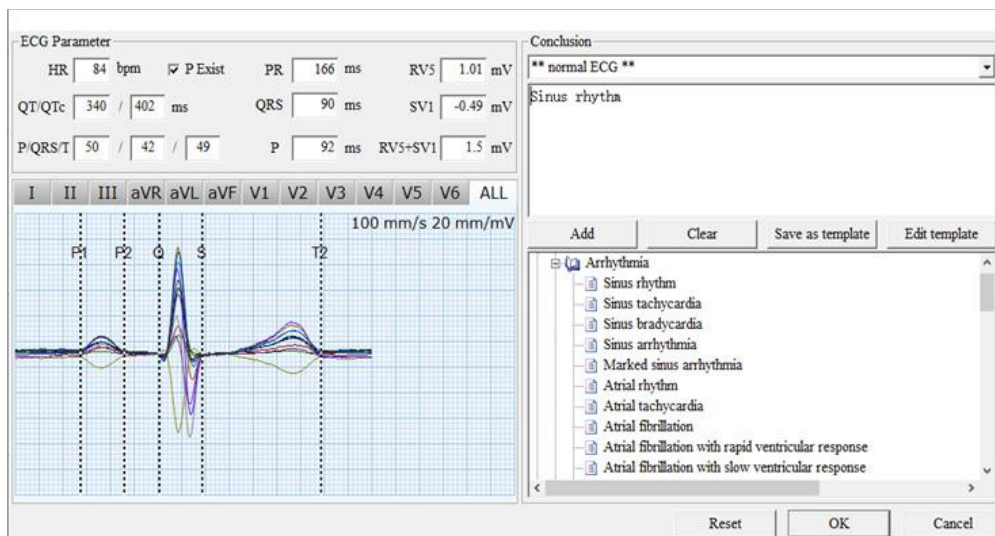 ECG Parameter
HR 84 bpm P Exist PR 166 ms RV5 1.01 mV
QT/QTc 340 / 402 ms QRS 90 ms SV1 -0.49 mV
P/QRS/T 50 / 42 / 49 P 92 ms RV5+SV1 1.5 mV
I II III aVR aVL aVF V1 V2 V3 V4 V5 V6 ALL
100 mm/s 20 mm/mV
P1 P2 Q S T2
Conclusion
** normal ECG **
Sinus rhythm
Add Clear Save as template Edit template
Arrhythmia
Sinus rhythm
Sinus tachycardia
Sinus bradycardia
Sinus arrhythmia
Marked sinus arrhythmia
Atrial rhythm
Atrial tachycardia
Atrial fibrillation
Atrial fibrillation with rapid ventricular response
Atrial fibrillation with slow ventricular response
Reset OK Cancel